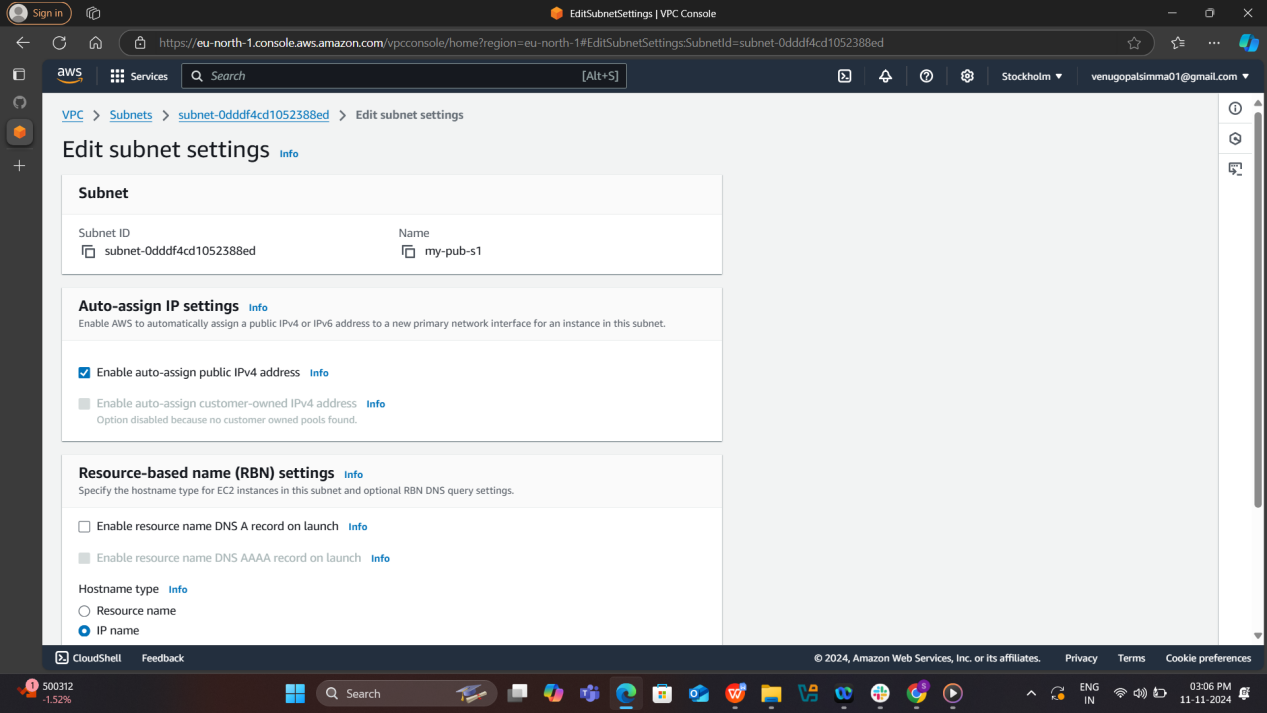 Sign in
EditSubnetSettings | VPC Console
https://eu-north-1.console.aws.amazon.com/vpcconsole/home?region=eu-north-1#EditSubnetSettings:SubnetId=subnet-0dddf4cd1052388ed
aws Services Search [Alt+S] Stockholm ▼ venugopalsimma01@gmail.com ▼
VPC > Subnets > subnet-0dddf4cd1052388ed > Edit subnet settings
Edit subnet settings Info
Subnet
Subnet ID Name
subnet-0dddf4cd1052388ed my-pub-s1
Auto-assign IP settings Info
Enable AWS to automatically assign a public IPv4 or IPv6 address to a new primary network interface for an instance in this subnet.
Enable auto-assign public IPv4 address Info
Enable auto-assign customer-owned IPv4 address Info
Option disabled because no customer owned pools found.
Resource-based name (RBN) settings Info
Specify the hostname type for EC2 instances in this subnet and optional RBN DNS query settings.
Enable resource name DNS A record on launch Info
Enable resource name DNS AAAA record on launch Info
Hostname type Info
Resource name
IP name
CloudShell Feedback © 2024, Amazon Web Services, Inc. or its affiliates. Privacy Terms Cookie preferences
1 500312
-1.52%
Search
ENG
IN
03:06 PM
11-11-2024